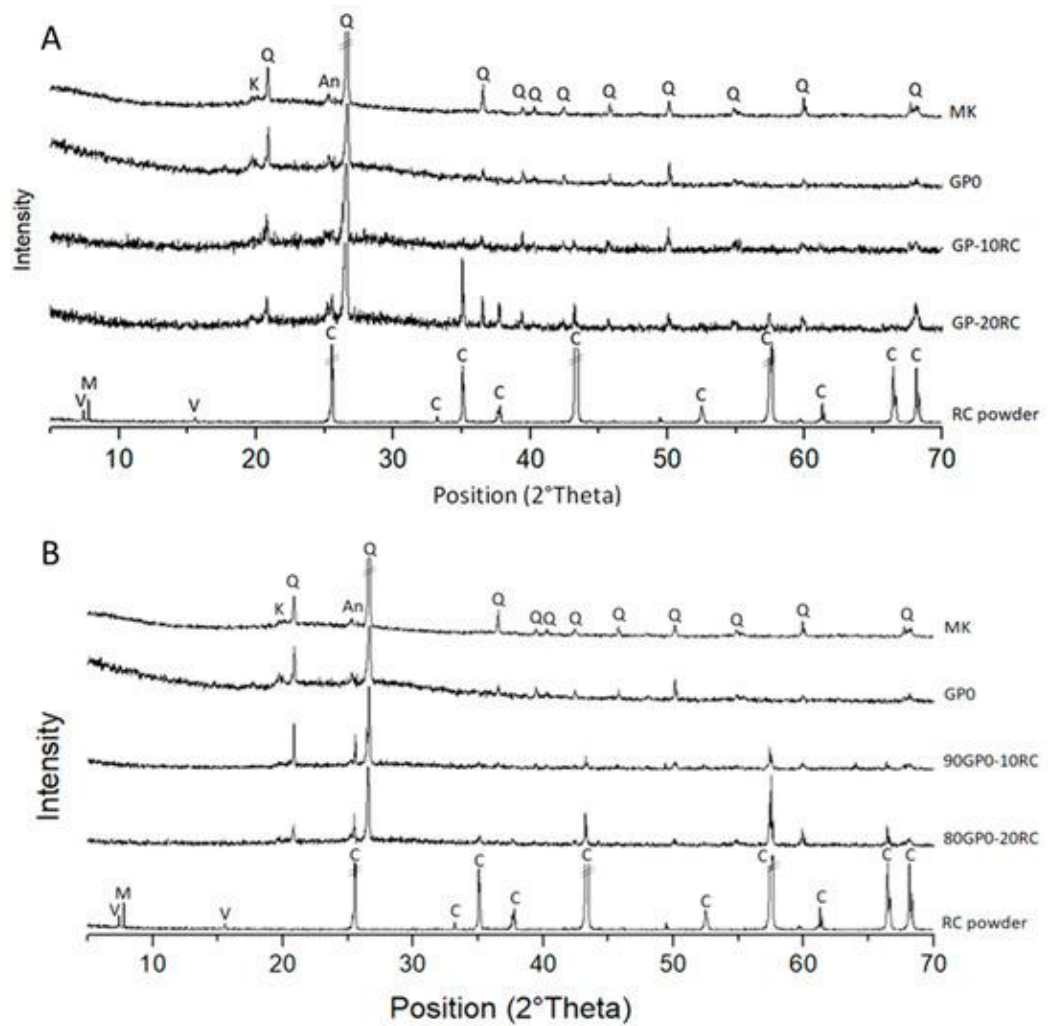 A
Q
Q
K
An
Q
Q
Q
Q
Q
Q
Q
Q
Q
MK
GP0
GP-10RC
GP-20RC
V
M
V
C
C
C
C
C
C
C
C
C
C
RC powder
Intensity
10
20
30
40
50
60
70
Position (2°Theta)
B
Q
Q
K
An
Q
Q
Q
Q
Q
Q
Q
Q
Q
MK
GP0
90GP0-10RC
80GP0-20RC
V
M
V
C
C
C
C
C
C
C
C
C
C
RC powder
Intensity
10
20
30
40
50
60
70
Position (2°Theta)